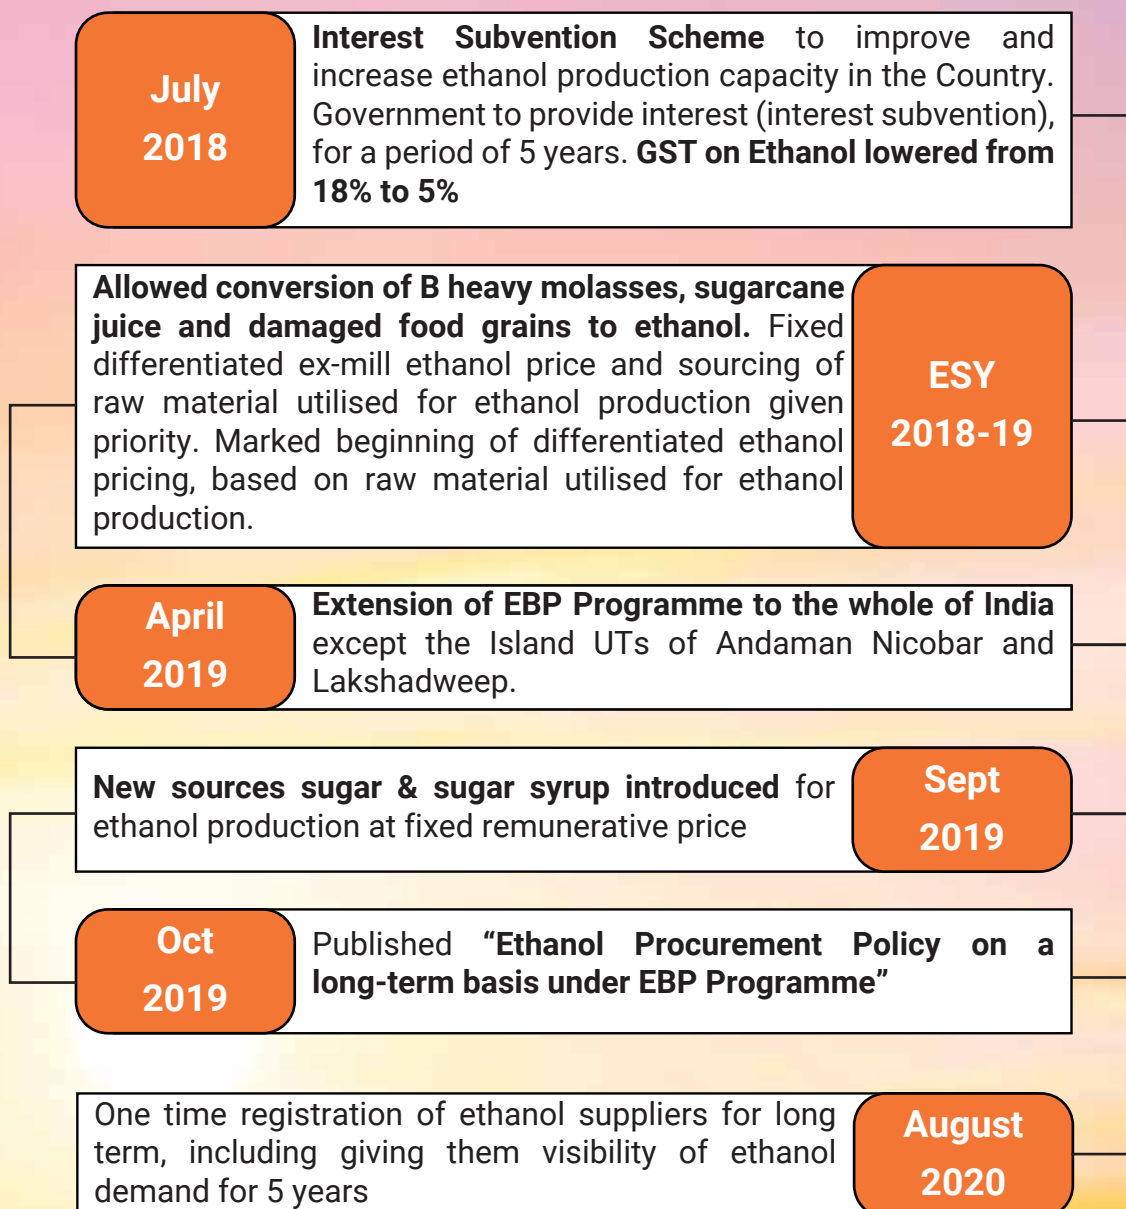 July
2018
Interest Subvention Scheme to improve and
increase ethanol production capacity in the Country.
Government to provide interest (interest subvention),
for a period of 5 years. GST on Ethanol lowered from
18% to 5%
Allowed conversion of B heavy molasses, sugarcane
juice and damaged food grains to ethanol. Fixed
differentiated ex-mill ethanol price and sourcing of
raw material utilised for ethanol production given
priority. Marked beginning of differentiated ethanol
pricing, based on raw material utilised for ethanol
production.
ESY
2018-19
April
2019
Extension of EBP Programme to the whole of India
except the Island UTs of Andaman Nicobar and
Lakshadweep.
New sources sugar & sugar syrup introduced for
ethanol production at fixed remunerative price
Sept
2019
Oct
2019
Published “Ethanol Procurement Policy on a
long-term basis under EBP Programme”
One time registration of ethanol suppliers for long
term, including giving them visibility of ethanol
demand for 5 years
August
2020